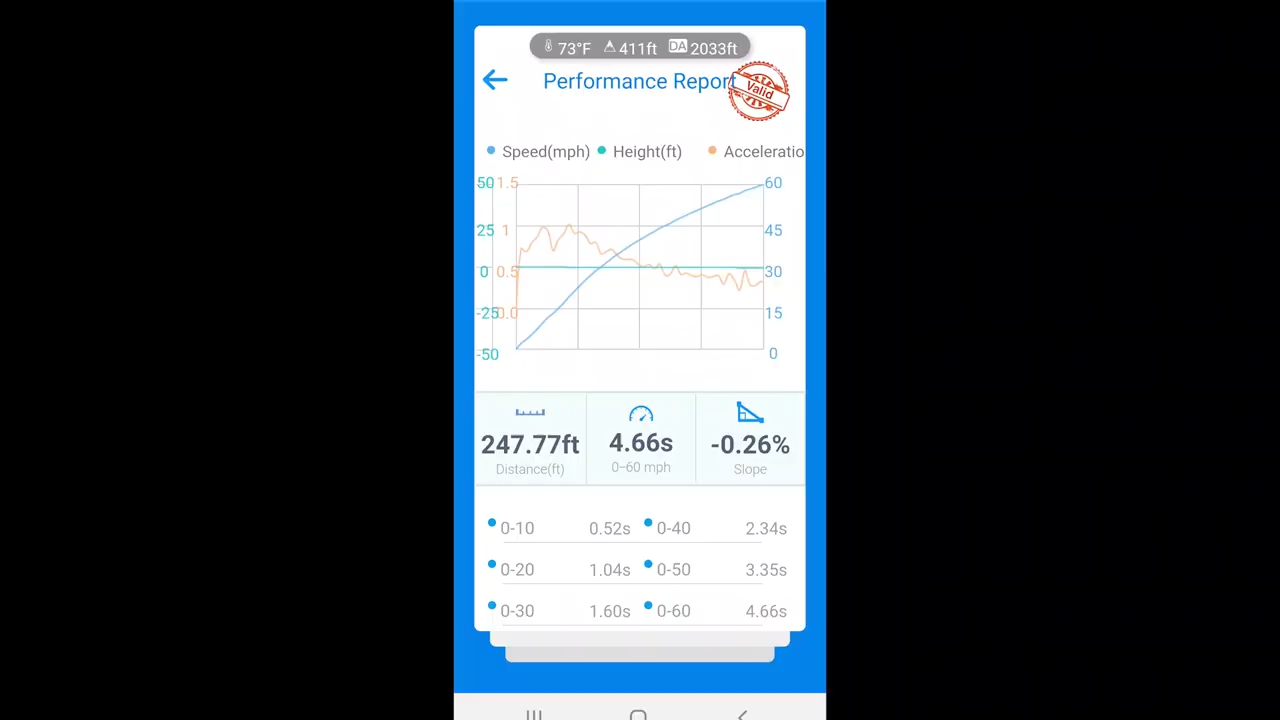 73°F 411ft DA 2033ft
Performance Report
Valid
Speed(mph) Height(ft) Acceleratio
50 1.5 60
25 1 45
0 0.5 30
-25 0.0 15
-50 0
247.77ft 4.66s -0.26%
Distance(ft) 0-60 mph Slope
0-10 0.52s 0-40 2.34s
0-20 1.04s 0-50 3.35s
0-30 1.60s 0-60 4.66s